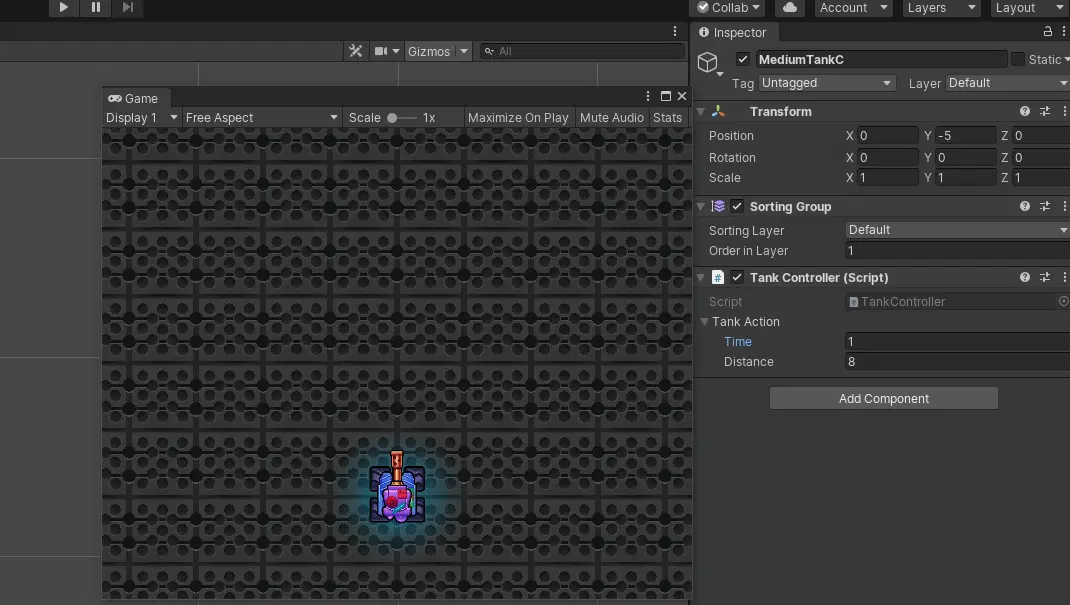 Collab
Account
Layers
Layout
Gizmos
All
Inspector
MediumTankC
Static
Tag Untagged Layer Default
Game
Display 1 Free Aspect Scale 1x Maximize On Play Mute Audio Stats
Transform
Position X 0 Y -5 Z 0
Rotation X 0 Y 0 Z 0
Scale X 1 Y 1 Z 1
Sorting Group
Sorting Layer Default
Order in Layer 1
# Tank Controller (Script)
Script TankController
Tank Action
Time 1
Distance 8
Add Component